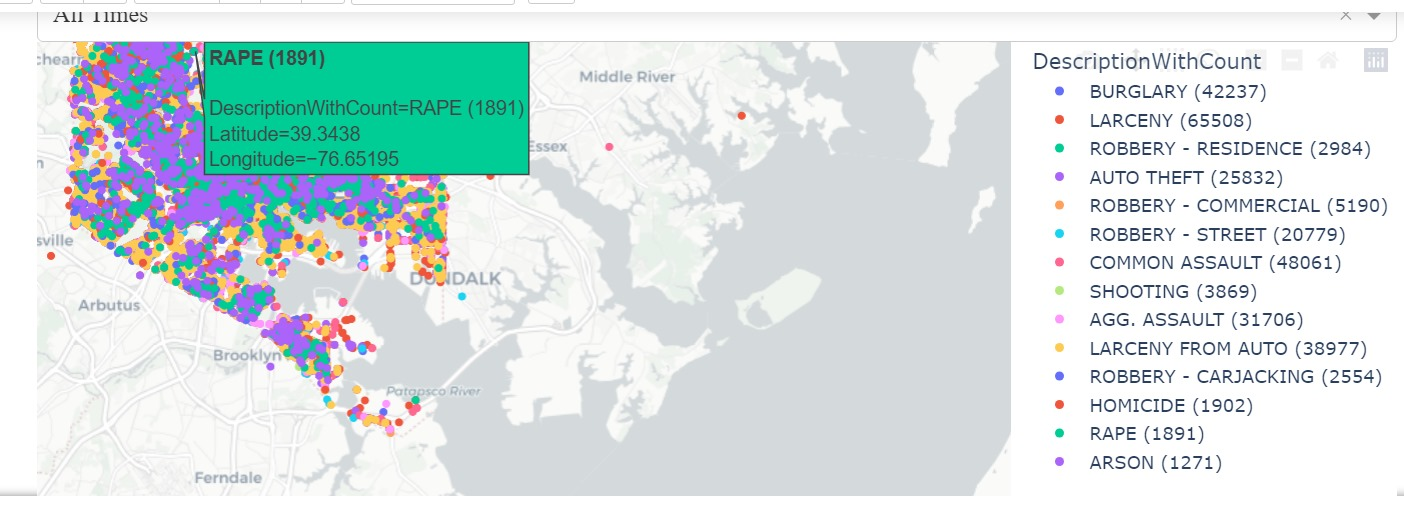 All Times
RAPE (1891)
DescriptionWithCount=RAPE (1891)
Latitude=39.3438
Longitude=−76.65195
Middle River
Essex
DUNDALK
sville
Arbutus
Brooklyn
Patapsco River
Ferndale
DescriptionWithCount
BURGLARY (42237)
LARCENY (65508)
ROBBERY - RESIDENCE (2984)
AUTO THEFT (25832)
ROBBERY - COMMERCIAL (5190)
ROBBERY - STREET (20779)
COMMON ASSAULT (48061)
SHOOTING (3869)
AGG. ASSAULT (31706)
LARCENY FROM AUTO (38977)
ROBBERY - CARJACKING (2554)
HOMICIDE (1902)
RAPE (1891)
ARSON (1271)